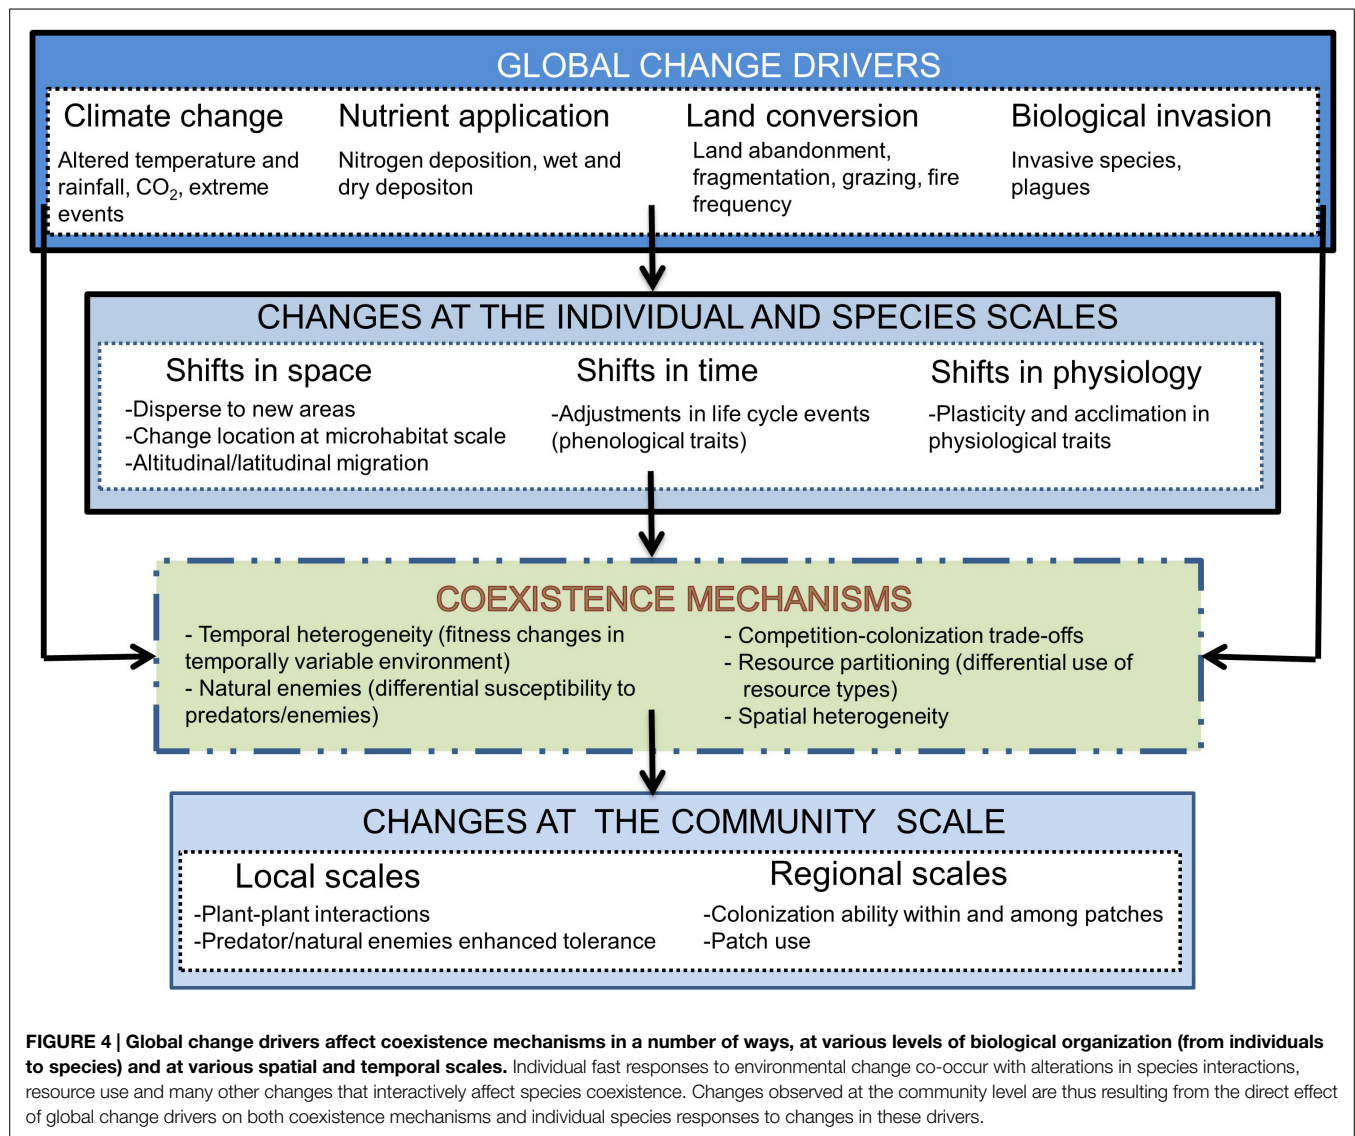 GLOBAL CHANGE DRIVERS
Climate change
Altered temperature and
rainfall, CO2, extreme
events
Nutrient application
Nitrogen deposition, wet and
dry depositon
Land conversion
Land abandonment,
fragmentation, grazing, fire
frequency
Biological invasion
Invasive species,
plagues
CHANGES AT THE INDIVIDUAL AND SPECIES SCALES
Shifts in space
-Disperse to new areas
-Change location at microhabitat scale
-Altitudinal/latitudinal migration
Shifts in time
-Adjustments in life cycle events
(phenological traits)
Shifts in physiology
-Plasticity and acclimation in
physiological traits
COEXISTENCE MECHANISMS
- Temporal heterogeneity (fitness changes in
temporally variable environment)
- Natural enemies (differential susceptibility to
predators/enemies)
- Competition-colonization trade-offs
- Resource partitioning (differential use of
resource types)
- Spatial heterogeneity
CHANGES AT THE COMMUNITY SCALE
Local scales
-Plant-plant interactions
-Predator/natural enemies enhanced tolerance
Regional scales
-Colonization ability within and among patches
-Patch use
FIGURE 4 | Global change drivers affect coexistence mechanisms in a number of ways, at various levels of biological organization (from individuals
to species) and at various spatial and temporal scales. Individual fast responses to environmental change co-occur with alterations in species interactions,
resource use and many other changes that interactively affect species coexistence. Changes observed at the community level are thus resulting from the direct effect
of global change drivers on both coexistence mechanisms and individual species responses to changes in these drivers.